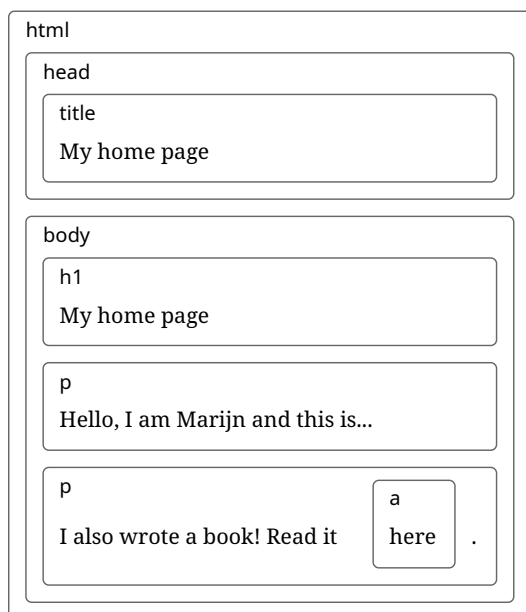 html
head
title
My home page
body
h1
My home page
p
Hello, I am Marijn and this is...
p
a
I also wrote a book! Read it here .